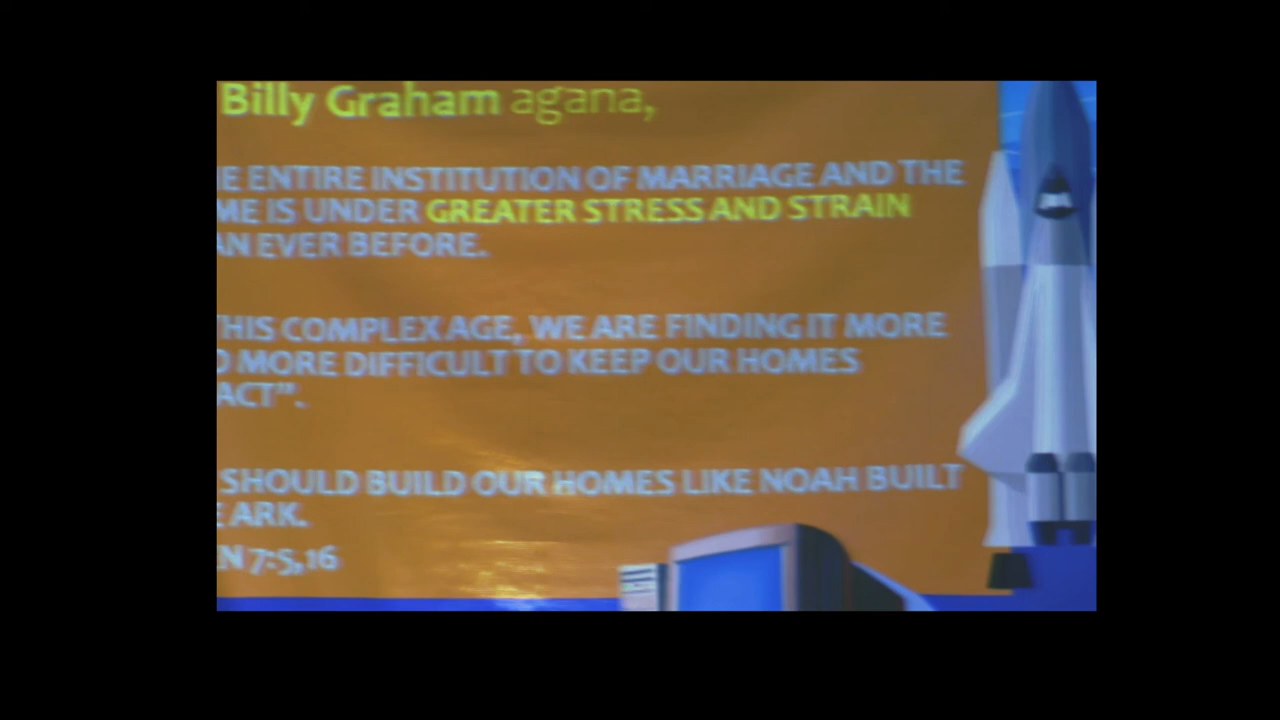 Billy Graham agana,
E ENTIRE INSTITUTION OF MARRIAGE AND THE
ME IS UNDER GREATER STRESS AND STRAIN
AN EVER BEFORE.
THIS COMPLEX AGE, WE ARE FINDING IT MORE
D MORE DIFFICULT TO KEEP OUR HOMES
ACT".
SHOULD BUILD OUR HOMES LIKE NOAH BUILT
E ARK.
N 7:5,16